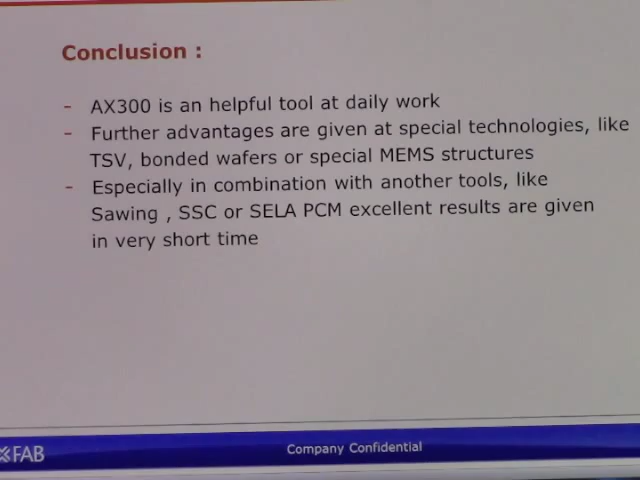 Conclusion :
- AX300 is an helpful tool at daily work
- Further advantages are given at special technologies, like
TSV, bonded wafers or special MEMS structures
- Especially in combination with another tools, like
Sawing , SSC or SELA PCM excellent results are given
in very short time
XFAB
Company Confidential